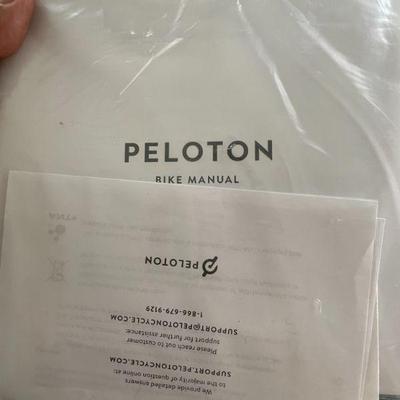 PELOTON
BIKE MANUAL
We provide detailed answers
to the majority of question online at:
SUPPORT.PELOTONCYCLE.COM
Please reach out to customer
support for further assistance:
SUPPORT@PELOTONCYCLE.COM
1-866-679-9129
PELOTON